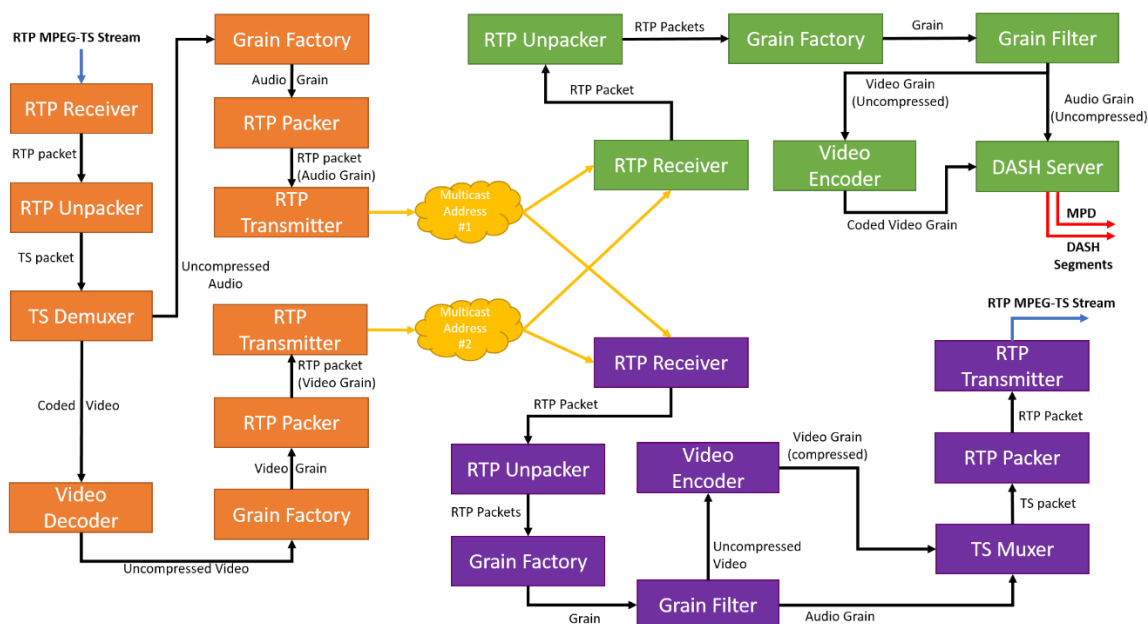 RTP MPEG-TS Stream
RTP Receiver
RTP packet
RTP Unpacker
TS packet
TS Demuxer
Uncompressed
Audio
Coded Video
Video
Decoder
Uncompressed Video
Grain Factory
Audio Grain
RTP Packer
RTP packet
(Audio Grain)
RTP
Transmitter
RTP
Transmitter
RTP packet
(Video Grain)
RTP Packer
Video Grain
Grain Factory
Multicast
Address
#1
Multicast
Address
#2
RTP Unpacker
RTP Packets
Grain Factory
Grain
Grain Filter
RTP Packet
RTP Receiver
Video Grain
(Uncompressed)
Audio Grain
(Uncompressed)
Video
Encoder
DASH Server
Coded Video Grain
MPD
DASH
Segments
RTP Receiver
RTP Packet
RTP Unpacker
RTP Packets
Grain Factory
Grain
Grain Filter
Uncompressed
Video
Video
Encoder
Video Grain
(compressed)
Audio Grain
TS Muxer
TS packet
RTP Packer
RTP Packet
RTP
Transmitter
RTP MPEG-TS Stream